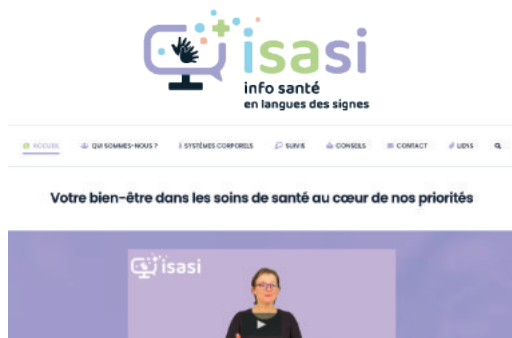 isasi
info santé
en langues des signes
ACCUEIL QUI SOMMES-NOUS ? SYSTÈMES CORPORELS SUIVIS CONSEILS CONTACT LIENS
Votre bien-être dans les soins de santé au cœur de nos priorités
isasi